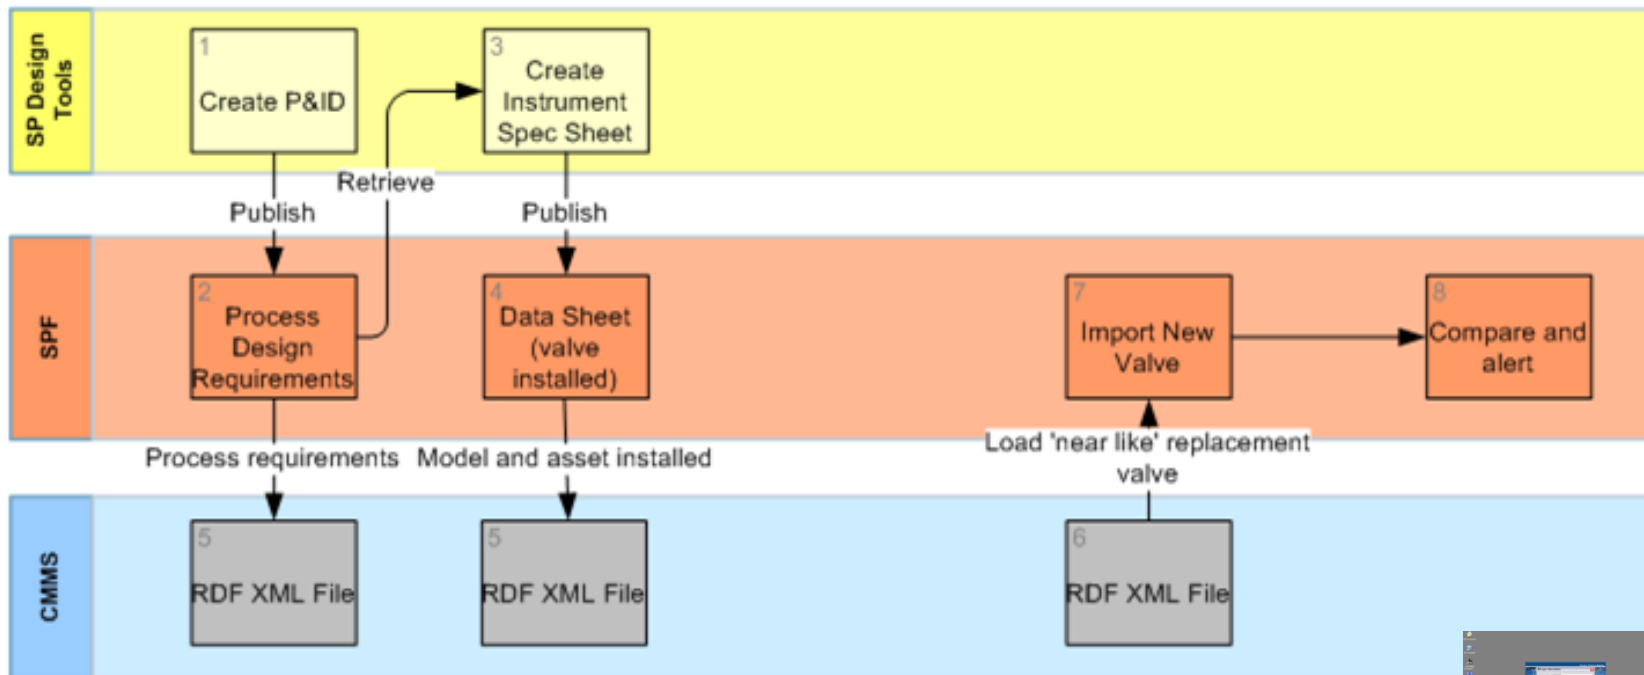 SP Design
Tools
1
Create P&ID
3
Create
Instrument
Spec Sheet
Retrieve
Publish
Publish
SPF
2
Process
Design
Requirements
4
Data Sheet
(valve
installed)
7
Import New
Valve
8
Compare and
alert
Process requirements
Model and asset installed
Load 'near like' replacement
valve
CMMS
5
RDF XML File
5
RDF XML File
6
RDF XML File